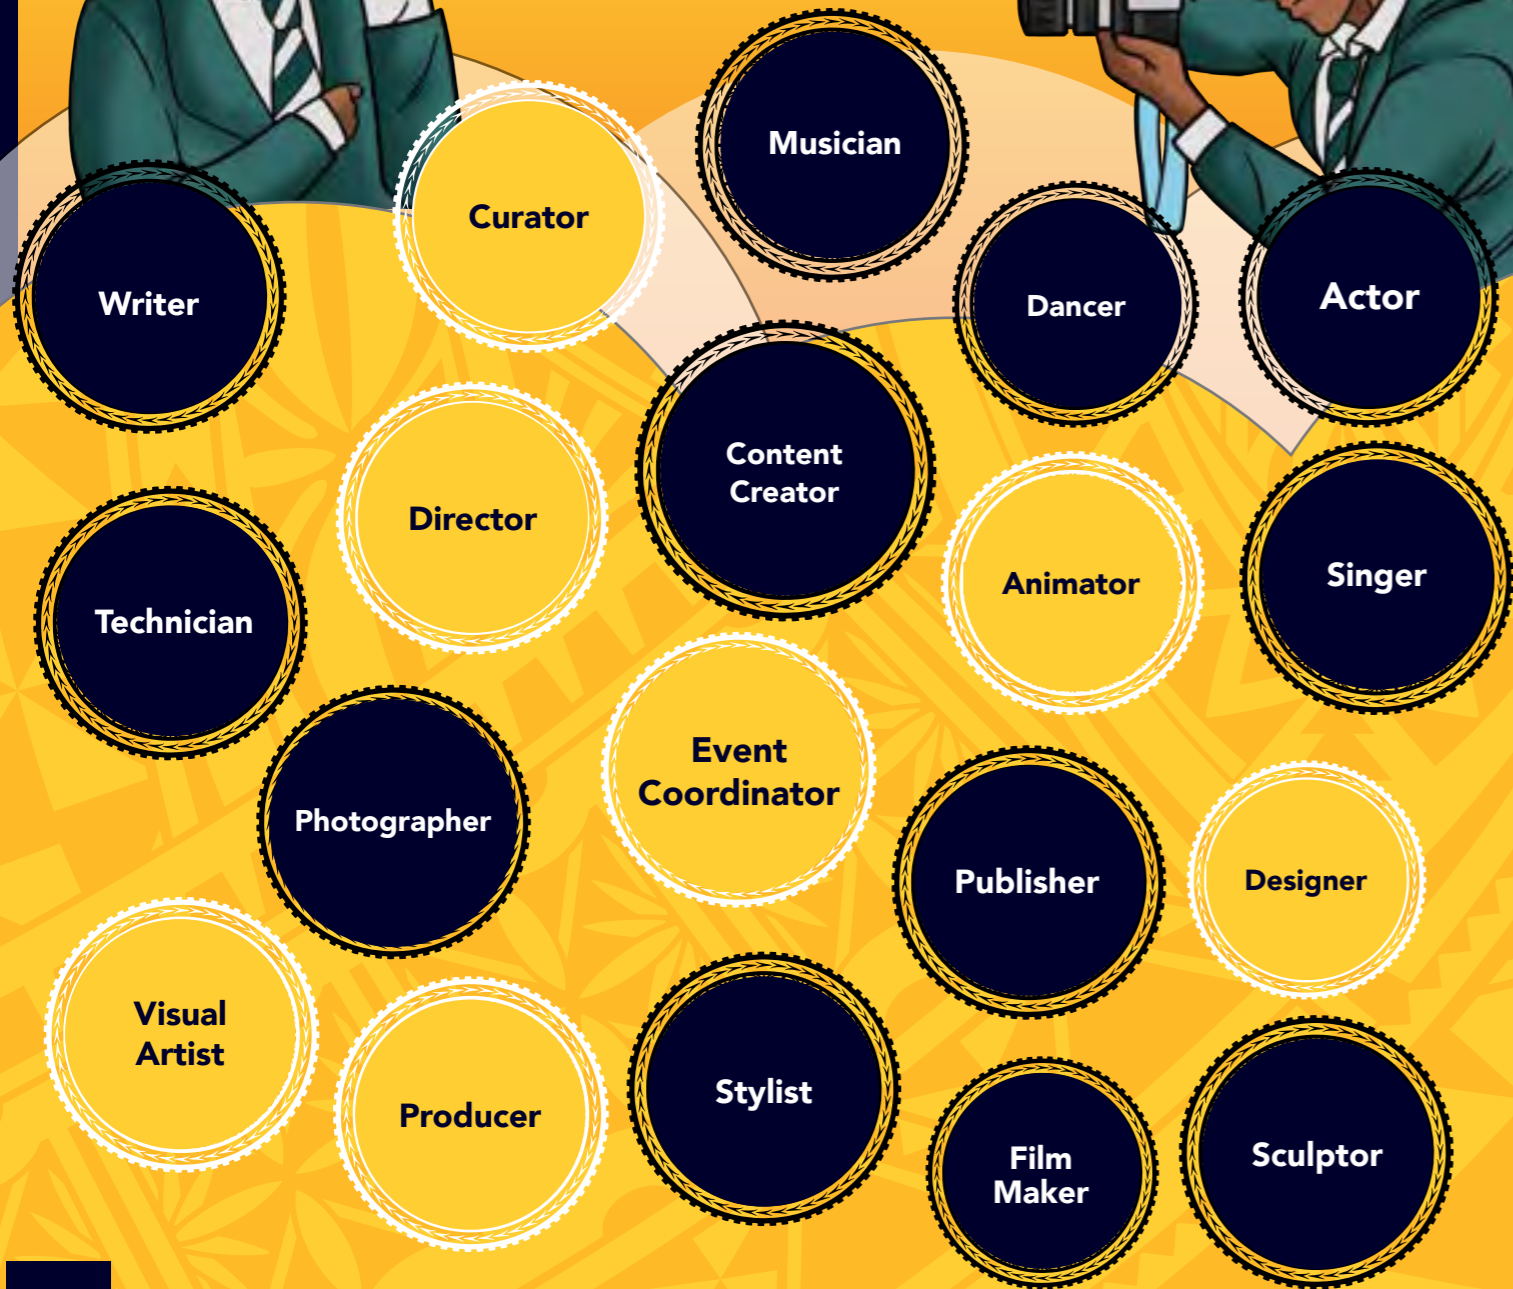 Musician
Curator
Writer
Dancer
Actor
Content
Creator
Director
Animator
Singer
Technician
Event
Coordinator
Photographer
Publisher
Designer
Visual
Artist
Producer
Stylist
Film
Maker
Sculptor